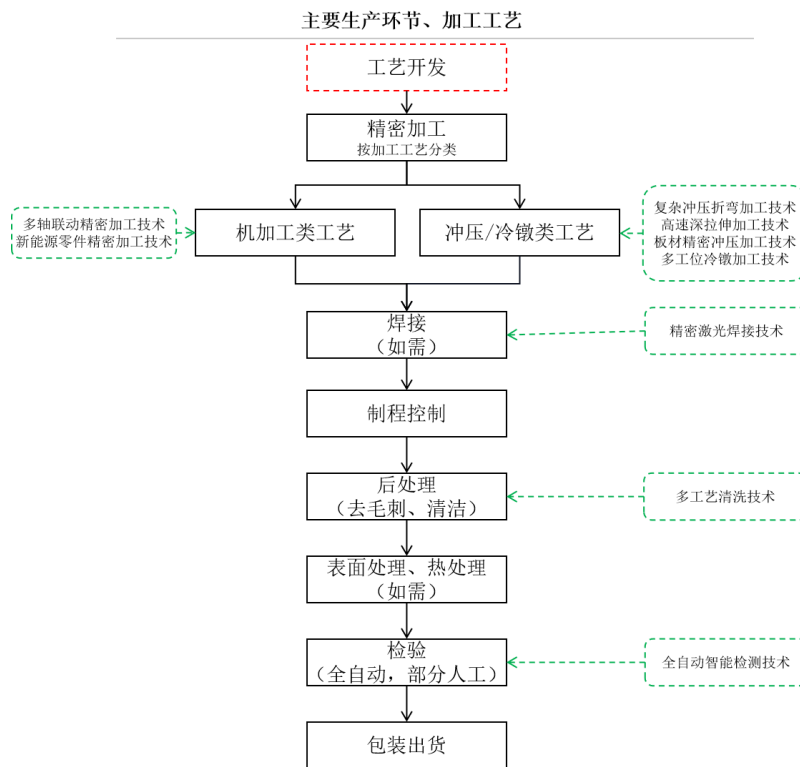 主要生产环节、加工工艺
工艺开发
精密加工
按加工工艺分类
多轴联动精密加工技术
新能源零件精密加工技术
机加工类工艺
冲压/冷镦类工艺
复杂冲压折弯加工技术
高速深拉伸加工技术
板材精密冲压加工技术
多工位冷镦加工技术
焊接
（如需）
精密激光焊接技术
制程控制
后处理
（去毛刺、清洁）
多工艺清洗技术
表面处理、热处理
（如需）
检验
（全自动，部分人工）
全自动智能检测技术
包装出货